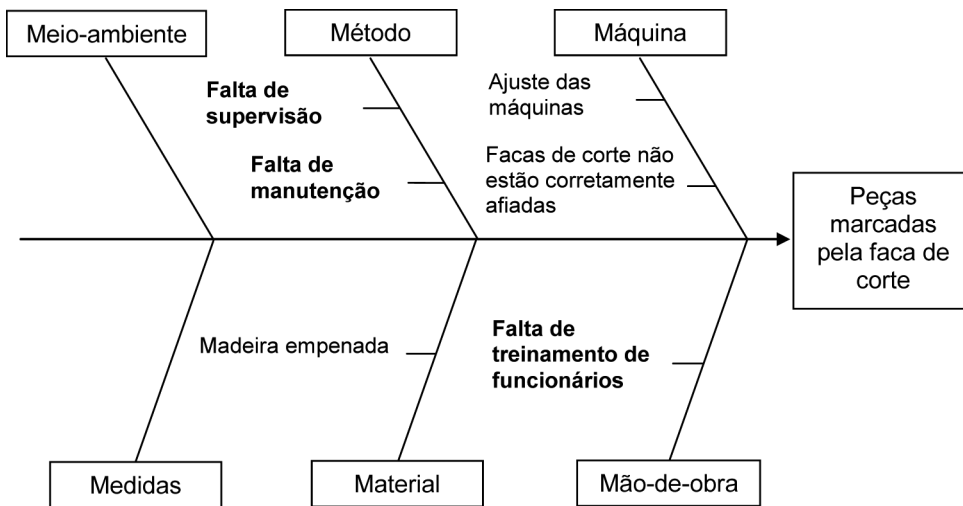 Meio-ambiente
Método
Máquina
Falta de
supervisão
Falta de
manutenção
Ajuste das
máquinas
Facas de corte não
estão corretamente
afiadas
Peças
marcadas
pela faca de
corte
Madeira empenada
Falta de
treinamento de
funcionários
Medidas
Material
Mão-de-obra